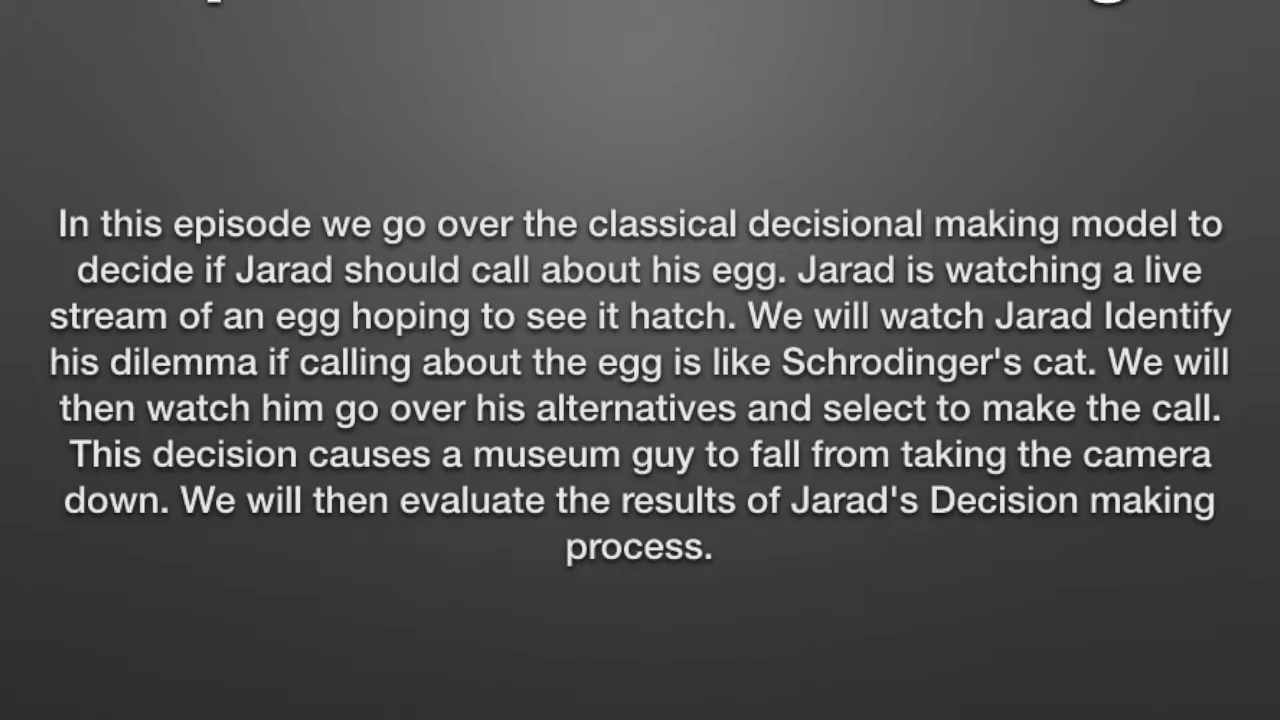 In this episode we go over the classical decisional making model to
decide if Jarad should call about his egg. Jarad is watching a live
stream of an egg hoping to see it hatch. We will watch Jarad Identify
his dilemma if calling about the egg is like Schrodinger's cat. We will
then watch him go over his alternatives and select to make the call.
This decision causes a museum guy to fall from taking the camera
down. We will then evaluate the results of Jarad's Decision making
process.